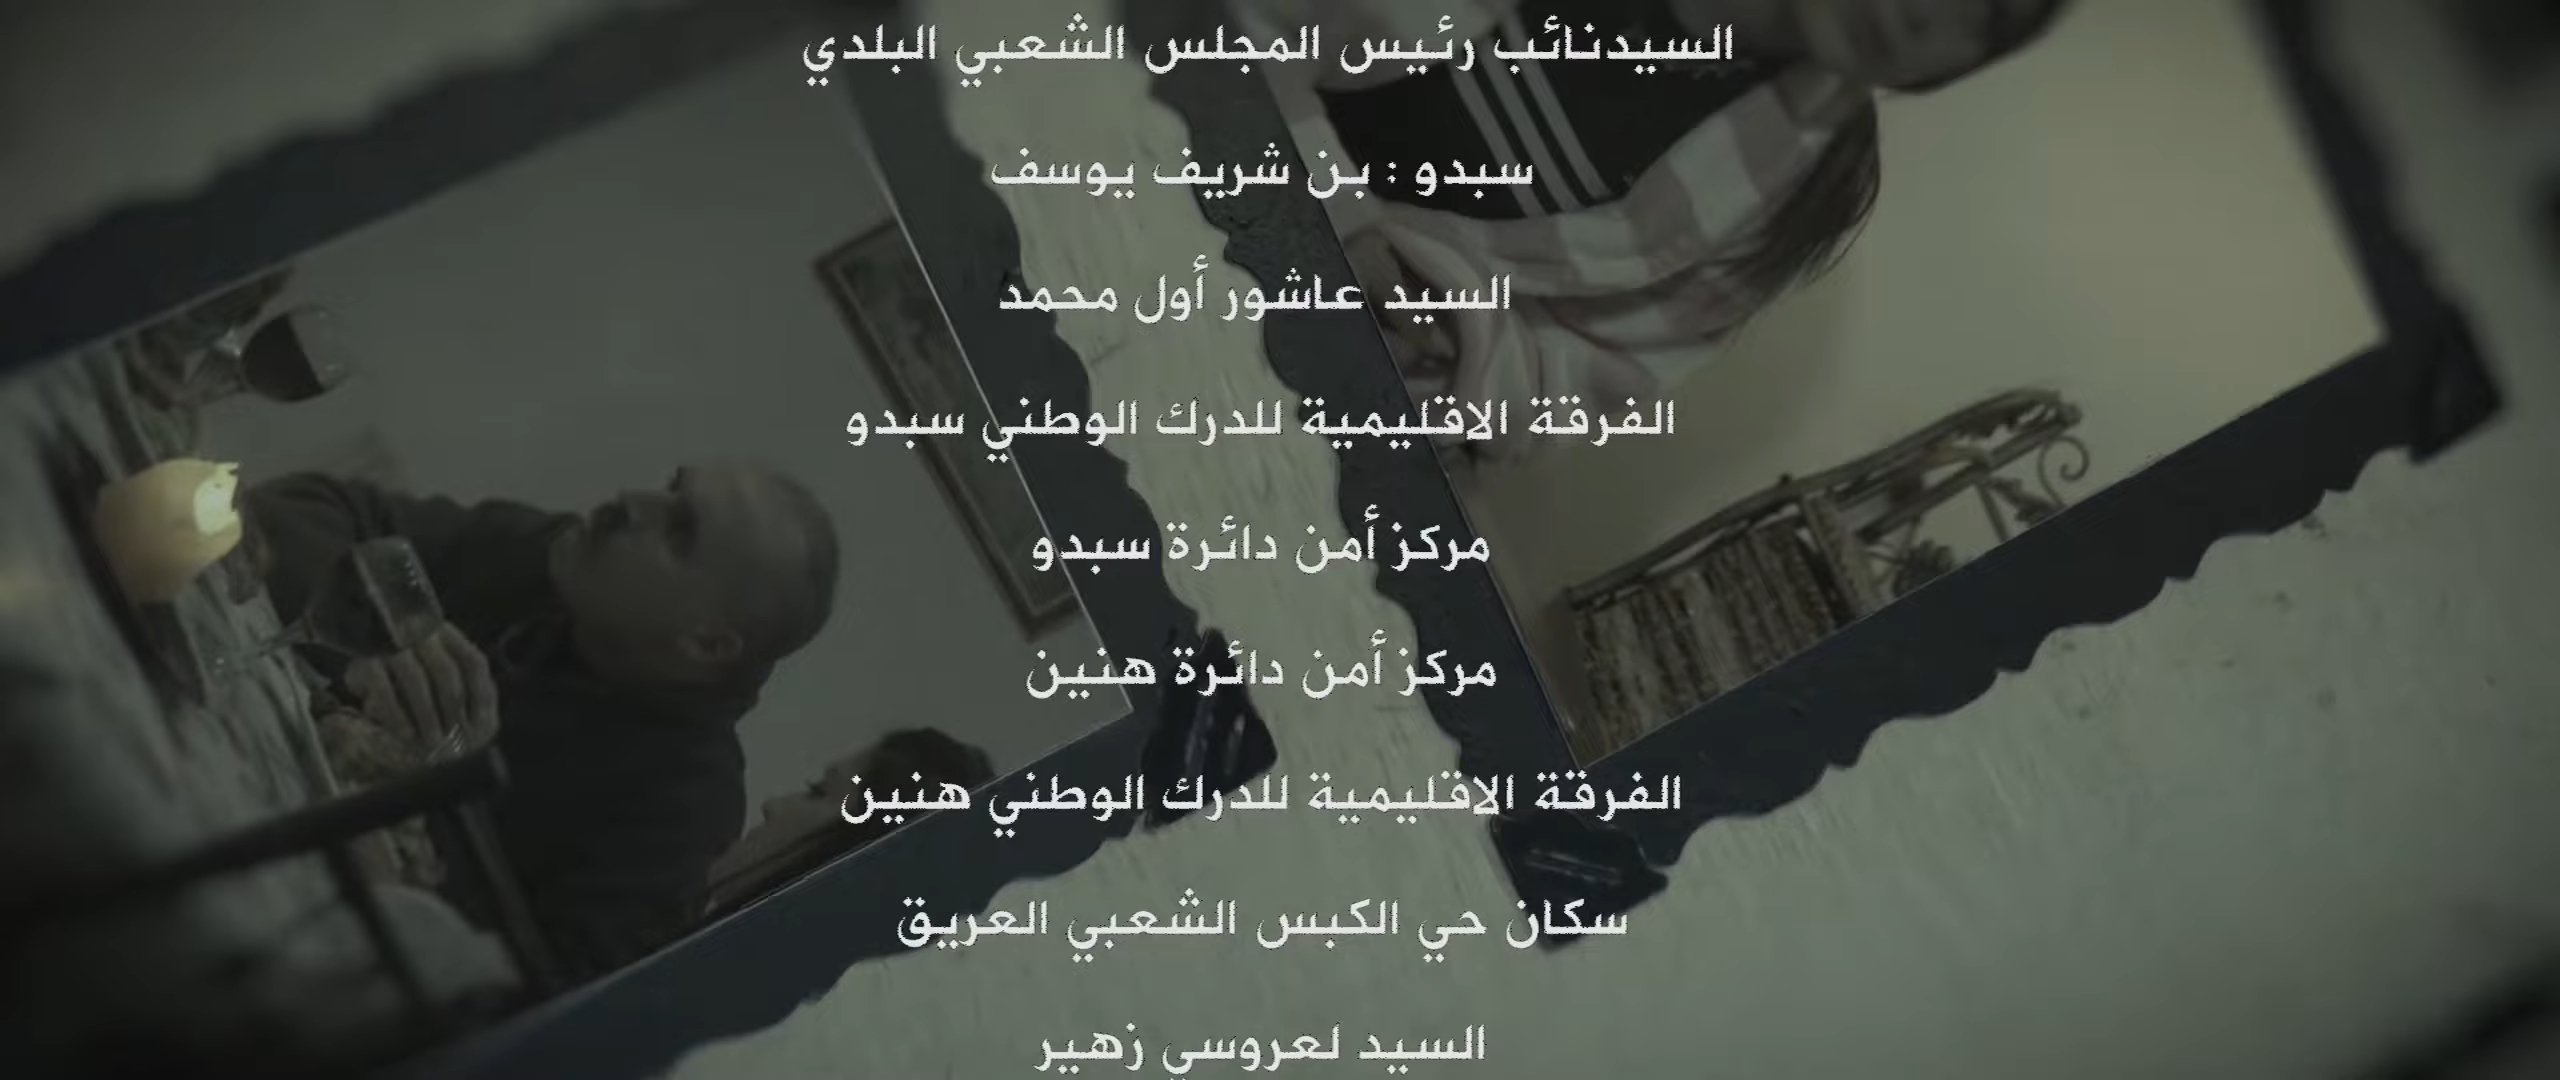 السيدنائب رئيس المجلس الشعبي البلدي
سبدو : بن شريف يوسف
السيد عاشور أول محمد
الفرقة الاقليمية للدرك الوطني سبدو
مركز أمن دائرة سبدو
مركز أمن دائرة هنين
الفرقة الاقليمية للدرك الوطني هنين
سكان حي الكبس الشعبي العريق
السيد لعروسي زهير